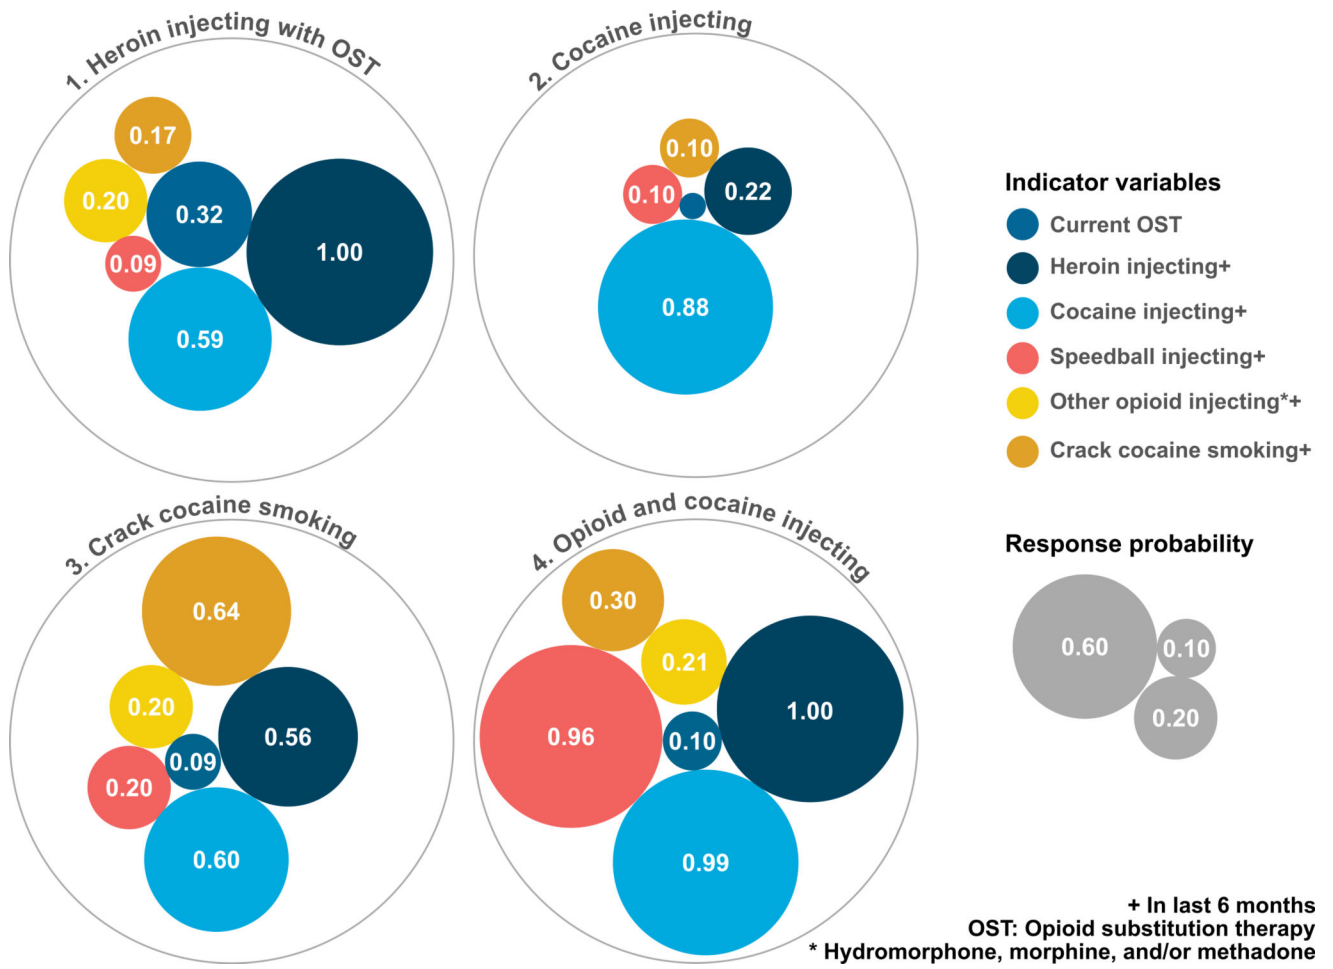 1. Heroin injecting with OST
0.17
0.20
0.32
1.00
0.09
0.59
2. Cocaine injecting
0.10
0.10
0.22
0.88
3. Crack cocaine smoking
0.64
0.20
0.56
0.09
0.20
0.60
4. Opioid and cocaine injecting
0.30
0.21
1.00
0.96
0.10
0.99
Indicator variables
Current OST
Heroin injecting+
Cocaine injecting+
Speedball injecting+
Other opioid injecting*+
Crack cocaine smoking+
Response probability
0.60
0.10
0.20
+ In last 6 months
OST: Opioid substitution therapy
* Hydromorphone, morphine, and/or methadone